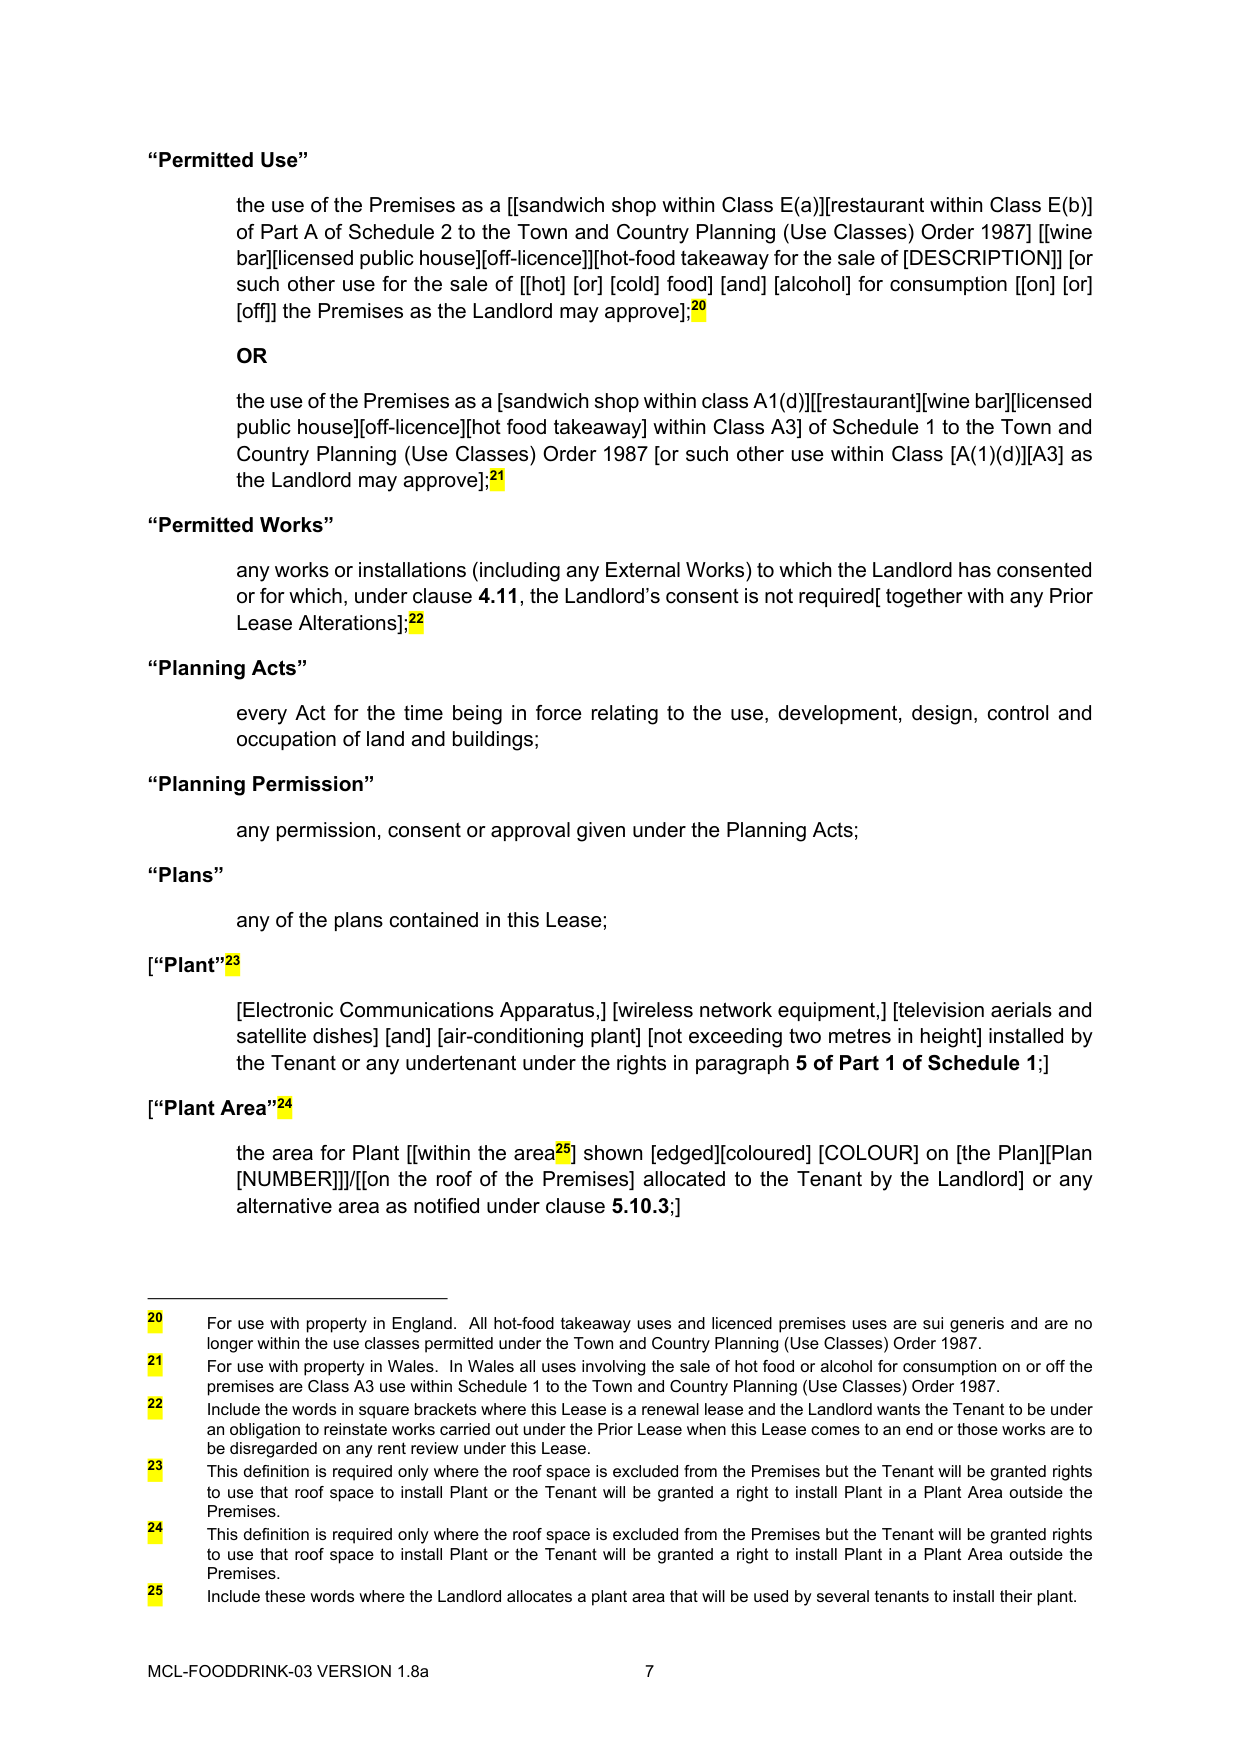 “Permitted Use”
the use of the Premises as a [[sandwich shop within Class E(a)][restaurant within Class E(b)]
of Part A of Schedule 2 to the Town and Country Planning (Use Classes) Order 1987] [[wine
bar][licensed public house][off-licence]][hot-food takeaway for the sale of [DESCRIPTION]] [or
such other use for the sale of [[hot] [or] [cold] food] [and] [alcohol] for consumption [[on] [or]
[off]] the Premises as the Landlord may approve];20
OR
the use of the Premises as a [sandwich shop within class A1(d)][[restaurant][wine bar][licensed
public house][off-licence][hot food takeaway] within Class A3] of Schedule 1 to the Town and
Country Planning (Use Classes) Order 1987 [or such other use within Class [A(1)(d)][A3] as
the Landlord may approve];21
“Permitted Works”
any works or installations (including any External Works) to which the Landlord has consented
or for which, under clause 4.11, the Landlord’s consent is not required[ together with any Prior
Lease Alterations];22
“Planning Acts”
every Act for the time being in force relating to the use, development, design, control and
occupation of land and buildings;
“Planning Permission”
any permission, consent or approval given under the Planning Acts;
“Plans”
any of the plans contained in this Lease;
[“Plant”23
[Electronic Communications Apparatus,] [wireless network equipment,] [television aerials and
satellite dishes] [and] [air-conditioning plant] [not exceeding two metres in height] installed by
the Tenant or any undertenant under the rights in paragraph 5 of Part 1 of Schedule 1;]
[“Plant Area”24
the area for Plant [[within the area25] shown [edged][coloured] [COLOUR] on [the Plan][Plan
[NUMBER]]]/[[on the roof of the Premises] allocated to the Tenant by the Landlord] or any
alternative area as notified under clause 5.10.3;]
20 For use with property in England. All hot-food takeaway uses and licenced premises uses are sui generis and are no
longer within the use classes permitted under the Town and Country Planning (Use Classes) Order 1987.
21 For use with property in Wales. In Wales all uses involving the sale of hot food or alcohol for consumption on or off the
premises are Class A3 use within Schedule 1 to the Town and Country Planning (Use Classes) Order 1987.
22 Include the words in square brackets where this Lease is a renewal lease and the Landlord wants the Tenant to be under
an obligation to reinstate works carried out under the Prior Lease when this Lease comes to an end or those works are to
be disregarded on any rent review under this Lease.
23 This definition is required only where the roof space is excluded from the Premises but the Tenant will be granted rights
to use that roof space to install Plant or the Tenant will be granted a right to install Plant in a Plant Area outside the
Premises.
24 This definition is required only where the roof space is excluded from the Premises but the Tenant will be granted rights
to use that roof space to install Plant or the Tenant will be granted a right to install Plant in a Plant Area outside the
Premises.
25 Include these words where the Landlord allocates a plant area that will be used by several tenants to install their plant.
MCL-FOODDRINK-03 VERSION 1.8a 7